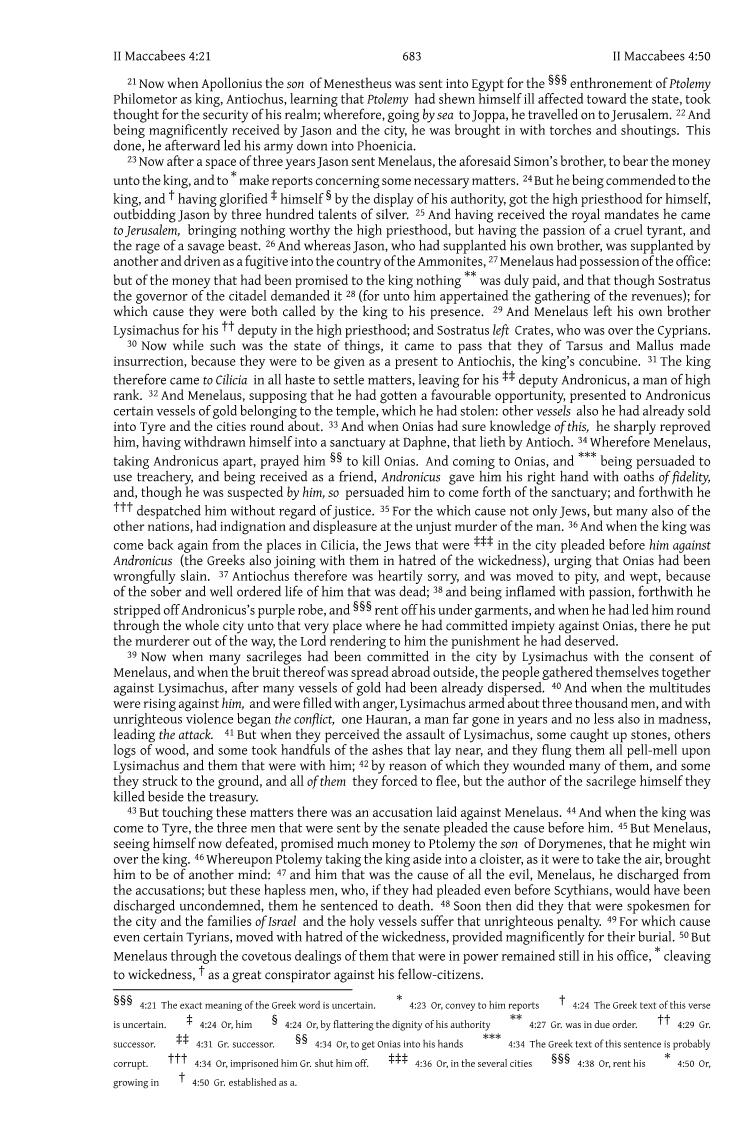 II Maccabees 4:21 683 II Maccabees 4:50
21 Now when Apollonius the son of Menestheus was sent into Egypt for the §§§ enthronement of Ptolemy
Philometor as king, Antiochus, learning that Ptolemy had shewn himself ill affected toward the state, took
thought for the security of his realm; wherefore, going by sea to Joppa, he travelled on to Jerusalem. 22 And
being magnificently received by Jason and the city, he was brought in with torches and shoutings. This
done, he afterward led his army down into Phoenicia.
23 Now after a space of three years Jason sent Menelaus, the aforesaid Simon's brother, to bear the money
unto the king, and to * make reports concerning some necessary matters. 24 But he being commended to the
king, and † having glorified ‡ himself § by the display of his authority, got the high priesthood for himself,
outbidding Jason by three hundred talents of silver. 25 And having received the royal mandates he came
to Jerusalem, bringing nothing worthy the high priesthood, but having the passion of a cruel tyrant, and
the rage of a savage beast. 26 And whereas Jason, who had supplanted his own brother, was supplanted by
another and driven as a fugitive into the country of the Ammonites, 27 Menelaus had possession of the office:
but of the money that had been promised to the king nothing ** was duly paid, and that though Sostratus
the governor of the citadel demanded it 28 (for unto him appertained the gathering of the revenues); for
which cause they were both called by the king to his presence. 29 And Menelaus left his own brother
Lysimachus for his †† deputy in the high priesthood; and Sostratus left Crates, who was over the Cyprians.
30 Now while such was the state of things, it came to pass that they of Tarsus and Mallus made
insurrection, because they were to be given as a present to Antiochis, the king's concubine. 31 The king
therefore came to Cilicia in all haste to settle matters, leaving for his ‡‡ deputy Andronicus, a man of high
rank. 32 And Menelaus, supposing that he had gotten a favourable opportunity, presented to Andronicus
certain vessels of gold belonging to the temple, which he had stolen: other vessels also he had already sold
into Tyre and the cities round about. 33 And when Onias had sure knowledge of this, he sharply reproved
him, having withdrawn himself into a sanctuary at Daphne, that lieth by Antioch. 34 Wherefore Menelaus,
taking Andronicus apart, prayed him §§ to kill Onias. And coming to Onias, and *** being persuaded to
use treachery, and being received as a friend, Andronicus gave him his right hand with oaths of fidelity,
and, though he was suspected by him, so persuaded him to come forth of the sanctuary; and forthwith he
††† despatched him without regard of justice. 35 For the which cause not only Jews, but many also of the
other nations, had indignation and displeasure at the unjust murder of the man. 36 And when the king was
come back again from the places in Cilicia, the Jews that were ‡‡‡ in the city pleaded before him against
Andronicus (the Greeks also joining with them in hatred of the wickedness), urging that Onias had been
wrongfully slain. 37 Antiochus therefore was heartily sorry, and was moved to pity, and wept, because
of the sober and well ordered life of him that was dead; 38 and being inflamed with passion, forthwith he
stripped off Andronicus's purple robe, and §§§ rent off his under garments, and when he had led him round
through the whole city unto that very place where he had committed impiety against Onias, there he put
the murderer out of the way, the Lord rendering to him the punishment he had deserved.
39 Now when many sacrileges had been committed in the city by Lysimachus with the consent of
Menelaus, and when the bruit thereof was spread abroad outside, the people gathered themselves together
against Lysimachus, after many vessels of gold had been already dispersed. 40 And when the multitudes
were rising against him, and were filled with anger, Lysimachus armed about three thousand men, and with
unrighteous violence began the conflict, one Hauran, a man far gone in years and no less also in madness,
leading the attack. 41 But when they perceived the assault of Lysimachus, some caught up stones, others
logs of wood, and some took handfuls of the ashes that lay near, and they flung them all pell-mell upon
Lysimachus and them that were with him; 42 by reason of which they wounded many of them, and some
they struck to the ground, and all of them they forced to flee, but the author of the sacrilege himself they
killed beside the treasury.
43 But touching these matters there was an accusation laid against Menelaus. 44 And when the king was
come to Tyre, the three men that were sent by the senate pleaded the cause before him. 45 But Menelaus,
seeing himself now defeated, promised much money to Ptolemy the son of Dorymenes, that he might win
over the king. 46 Whereupon Ptolemy taking the king aside into a cloister, as it were to take the air, brought
him to be of another mind: 47 and him that was the cause of all the evil, Menelaus, he discharged from
the accusations; but these hapless men, who, if they had pleaded even before Scythians, would have been
discharged uncondemned, them he sentenced to death. 48 Soon then did they that were spokesmen for
the city and the families of Israel and the holy vessels suffer that unrighteous penalty. 49 For which cause
even certain Tyrians, moved with hatred of the wickedness, provided magnificently for their burial. 50 But
Menelaus through the covetous dealings of them that were in power remained still in his office, * cleaving
to wickedness, † as a great conspirator against his fellow-citizens.
§§§ 4:21 The exact meaning of the Greek word is uncertain. * 4:23 Or, convey to him reports † 4:24 The Greek text of this verse
is uncertain. ‡ 4:24 Or, him § 4:24 Or, by flattering the dignity of his authority ** 4:27 Gr. was in due order. †† 4:29 Gr.
successor. ‡‡ 4:31 Gr. successor. §§ 4:34 Or, to get Onias into his hands *** 4:34 The Greek text of this sentence is probably
corrupt. ††† 4:34 Or, imprisoned him Gr. shut him off. ‡‡‡ 4:36 Or, in the several cities §§§ 4:38 Or, rent his * 4:50 Or,
growing in † 4:50 Gr. established as a.